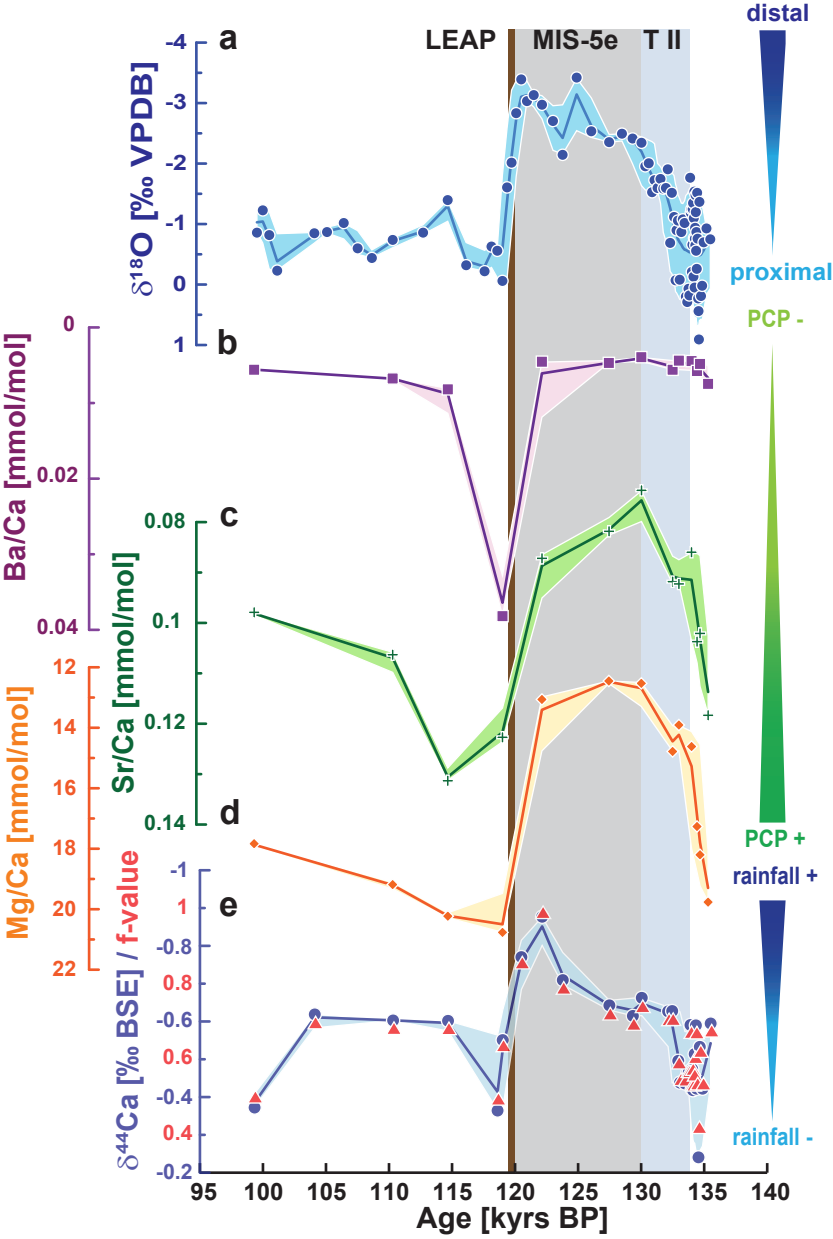 distal
LEAP MIS-5e T II
a
-4
-3
-2
-1
0
1
δ18O [‰ VPDB]
proximal
PCP -
b
0
0.02
0.04
Ba/Ca [mmol/mol]
c
0.08
0.1
0.12
0.14
Sr/Ca [mmol/mol]
d
12
14
16
18
20
22
Mg/Ca [mmol/mol]
PCP +
rainfall +
e
-1
-0.8
-0.6
-0.4
-0.2
1
0.8
0.6
0.4
δ44Ca [‰ BSE] / f-value
rainfall -
95 100 105 110 115 120 125 130 135 140
Age [kyrs BP]